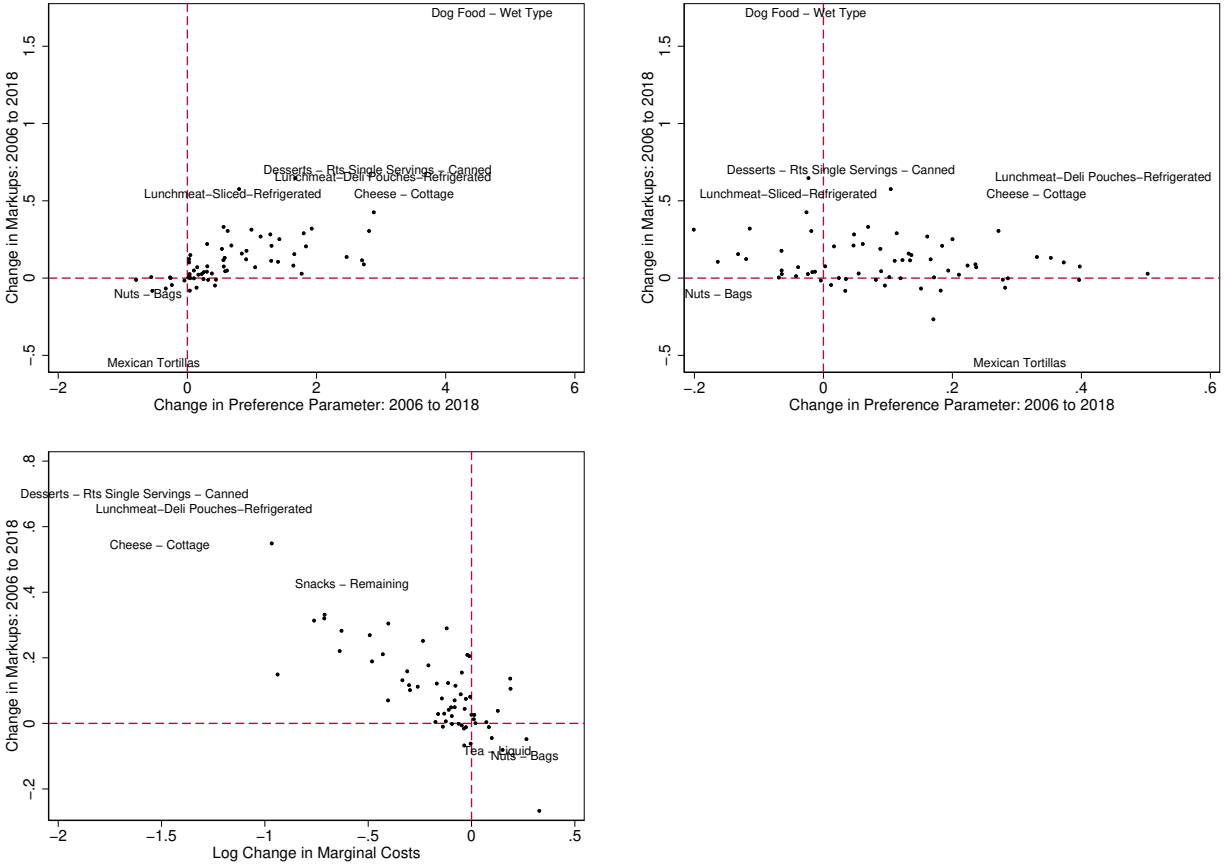 Change in Markups: 2006 to 2018
1.5
1
.5
0
−.5
Dog Food − Wet Type
Desserts − Rts Single Servings − Canned
Lunchmeat−Deli Pouches−Refrigerated
Lunchmeat−Sliced−Refrigerated
Cheese − Cottage
Nuts − Bags
Mexican Tortillas
−2 0 2 4 6
Change in Preference Parameter: 2006 to 2018
Change in Markups: 2006 to 2018
1.5
1
.5
0
−.5
Dog Food − Wet Type
Desserts − Rts Single Servings − Canned
Lunchmeat−Deli Pouches−Refrigerated
Lunchmeat−Sliced−Refrigerated
Cheese − Cottage
Nuts − Bags
Mexican Tortillas
−.2 0 .2 .4 .6
Change in Preference Parameter: 2006 to 2018
Change in Markups: 2006 to 2018
.8
.6
.4
.2
0
−.2
Desserts − Rts Single Servings − Canned
Lunchmeat−Deli Pouches−Refrigerated
Cheese − Cottage
Snacks − Remaining
Tea − Liquid
Nuts − Bags
−2 −1.5 −1 −.5 0 .5
Log Change in Marginal Costs